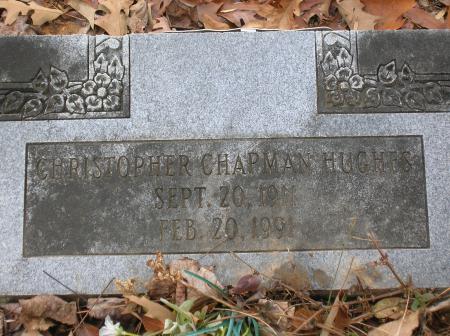 CHRISTOPHER CHAPMAN HUGHES
SEPT. 20, 1911
FEB. 20, 1991